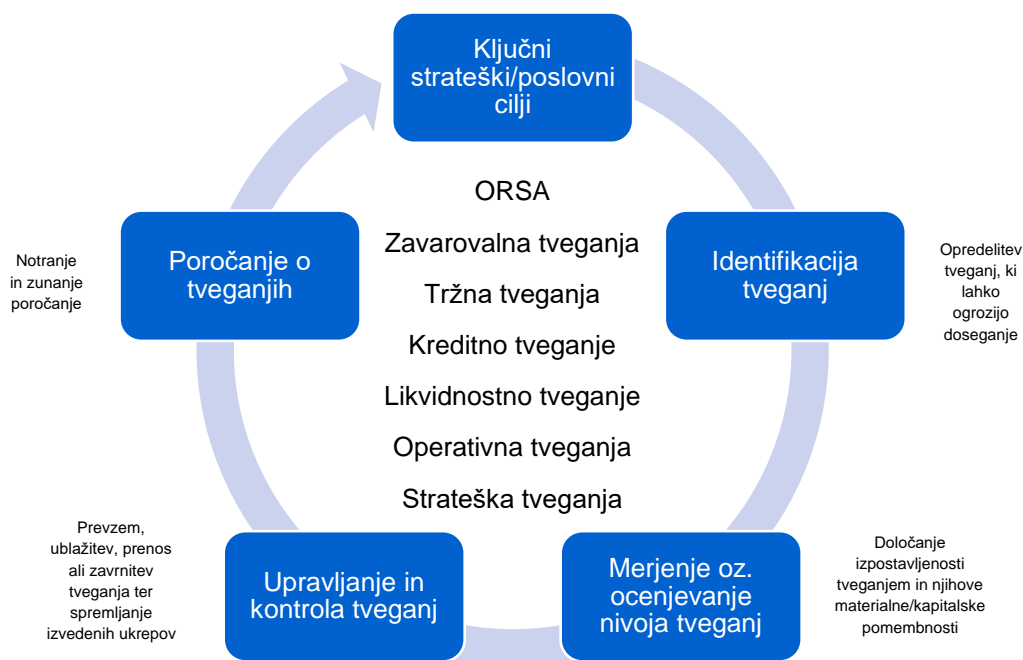 Ključni
strateški/poslovni
cilji
ORSA
Zavarovalna tveganja
Tržna tveganja
Kreditno tveganje
Likvidnostno tveganje
Operativna tveganja
Strateška tveganja
Identifikacija
tveganj
Opredelitev
tveganj, ki
lahko
ogrozijo
doseganje
Merjenje oz.
ocenjevanje
nivoja tveganj
Določanje
izpostavljenosti
tveganjem in njihove
materialne/kapitalske
pomembnosti
Upravljanje in
kontrola tveganj
Prevzem,
ublažitev, prenos
ali zavrnitev
tveganja ter
spremljanje
izvedenih ukrepov
Poročanje o
tveganjih
Notranje
in zunanje
poročanje